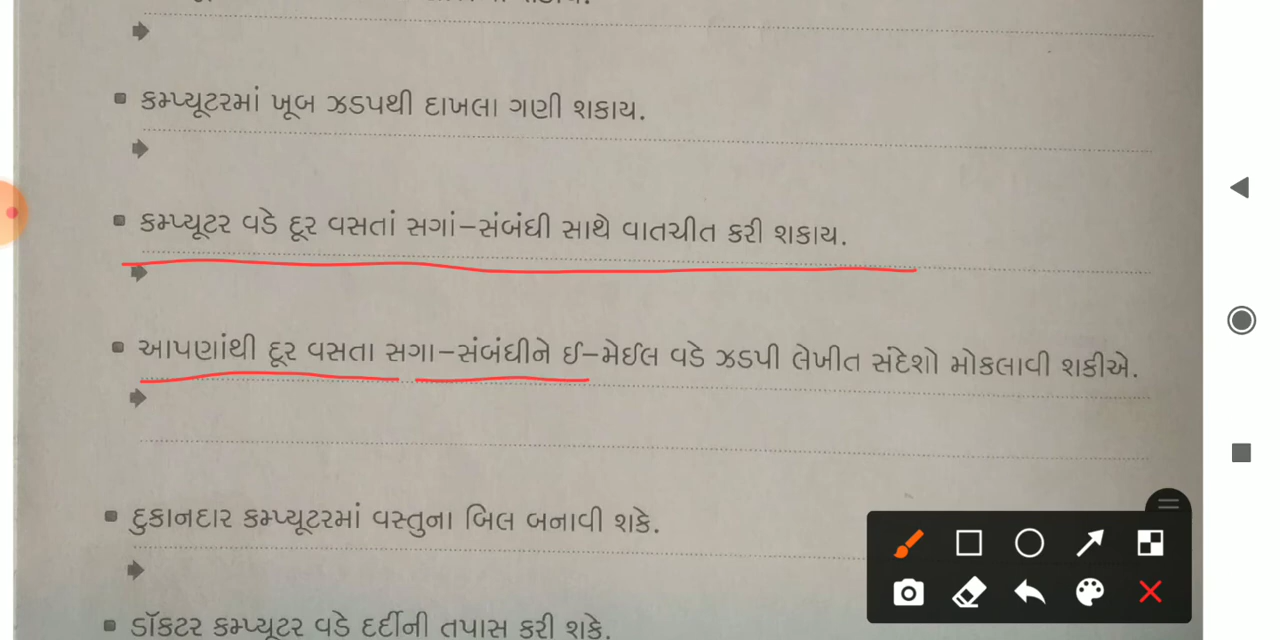 કમ્પ્યૂટરમાં ખૂબ ઝડપથી દાખલા ગણી શકાય.
કમ્પ્યૂટર વડે દૂર વસતાં સગાં-સંબંધી સાથે વાતચીત કરી શકાય.
આપણાંથી દૂર વસતા સગા-સંબંધીને ઈ-મેઈલ વડે ઝડપી લેખીત સંદેશો મોકલાવી શકીએ.
દુકાનદાર કમ્પ્યૂટરમાં વસ્તુના બિલ બનાવી શકે.
ડૉકટર કમ્પ્યૂટર વડે દર્દીની તપાસ કરી શકે.